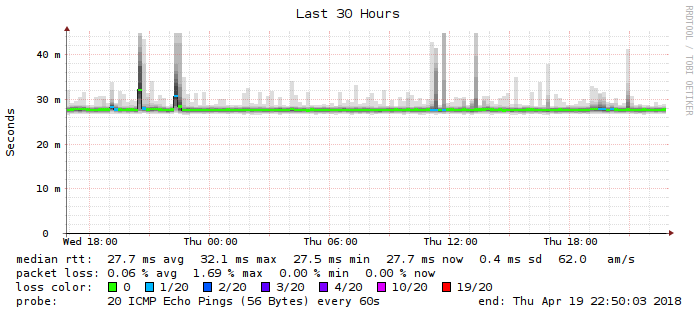 Last 30 Hours
RRDTOOL / TOBI OETIKER
Seconds
40 m
30 m
20 m
10 m
0
Wed 18:00 Thu 00:00 Thu 06:00 Thu 12:00 Thu 18:00
median rtt: 27.7 ms avg 32.1 ms max 27.5 ms min 27.7 ms now 0.4 ms sd 62.0 am/s
packet loss: 0.06 % avg 1.69 % max 0.00 % min 0.00 % now
loss color: 0 1/20 2/20 3/20 4/20 10/20 19/20
probe: 20 ICMP Echo Pings (56 Bytes) every 60s end: Thu Apr 19 22:50:03 2018